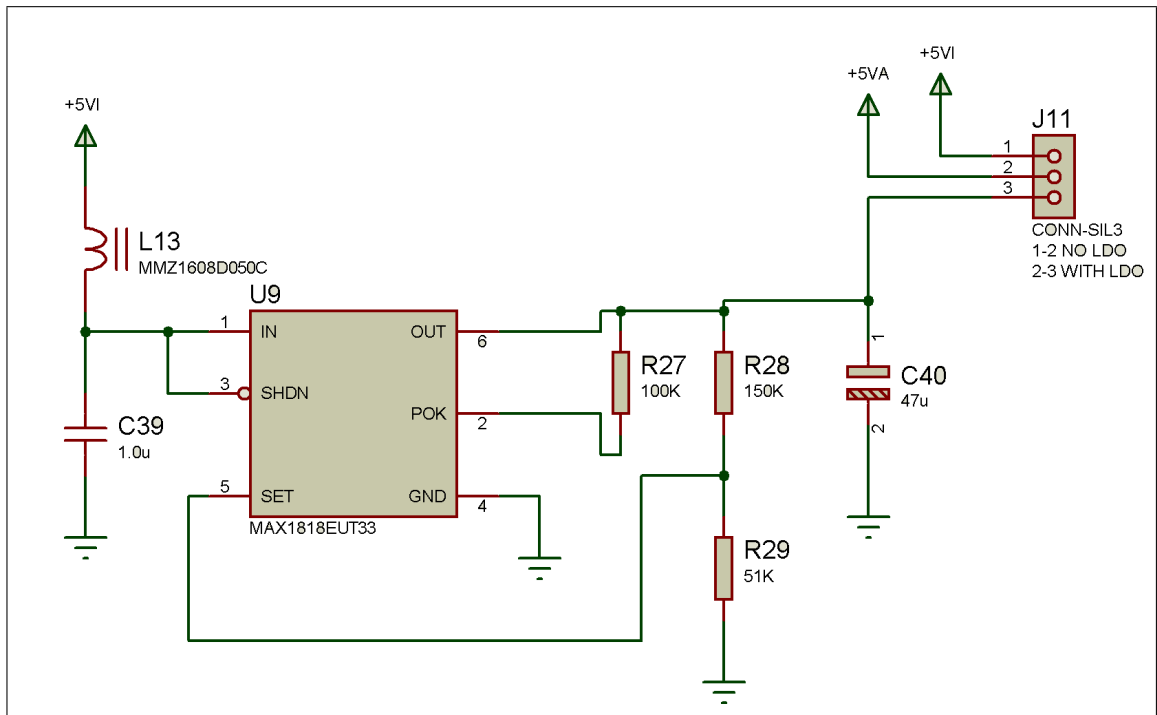 +5VI
+5VA
+5VI
J11
1
2
3
CONN-SIL3
1-2 NO LDO
2-3 WITH LDO
L13
MMZ1608D050C
U9
1
IN
OUT
6
3
SHDN
POK
2
5
SET
GND
4
MAX1818EUT33
R27
100K
R28
150K
1
C40
47u
2
C39
1.0u
R29
51K